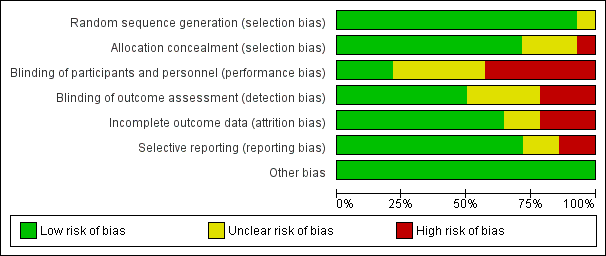 Random sequence generation (selection bias)
Allocation concealment (selection bias)
Blinding of participants and personnel (performance bias)
Blinding of outcome assessment (detection bias)
Incomplete outcome data (attrition bias)
Selective reporting (reporting bias)
Other bias
0% 25% 50% 75% 100%
Low risk of bias Unclear risk of bias High risk of bias